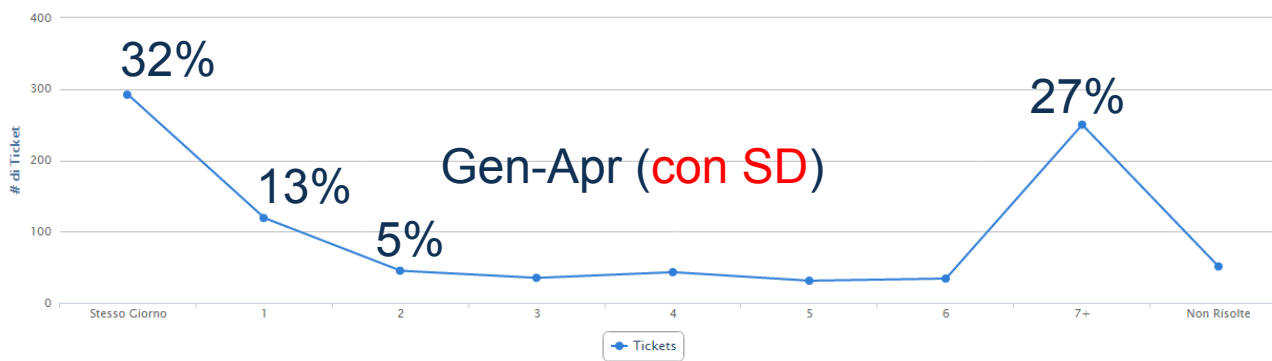 400
32%
300
27%
# di Ticket
200
Gen-Apr (con SD)
13%
100
5%
0
Stesso Giorno 1 2 3 4 5 6 7+ Non Risolte
Tickets